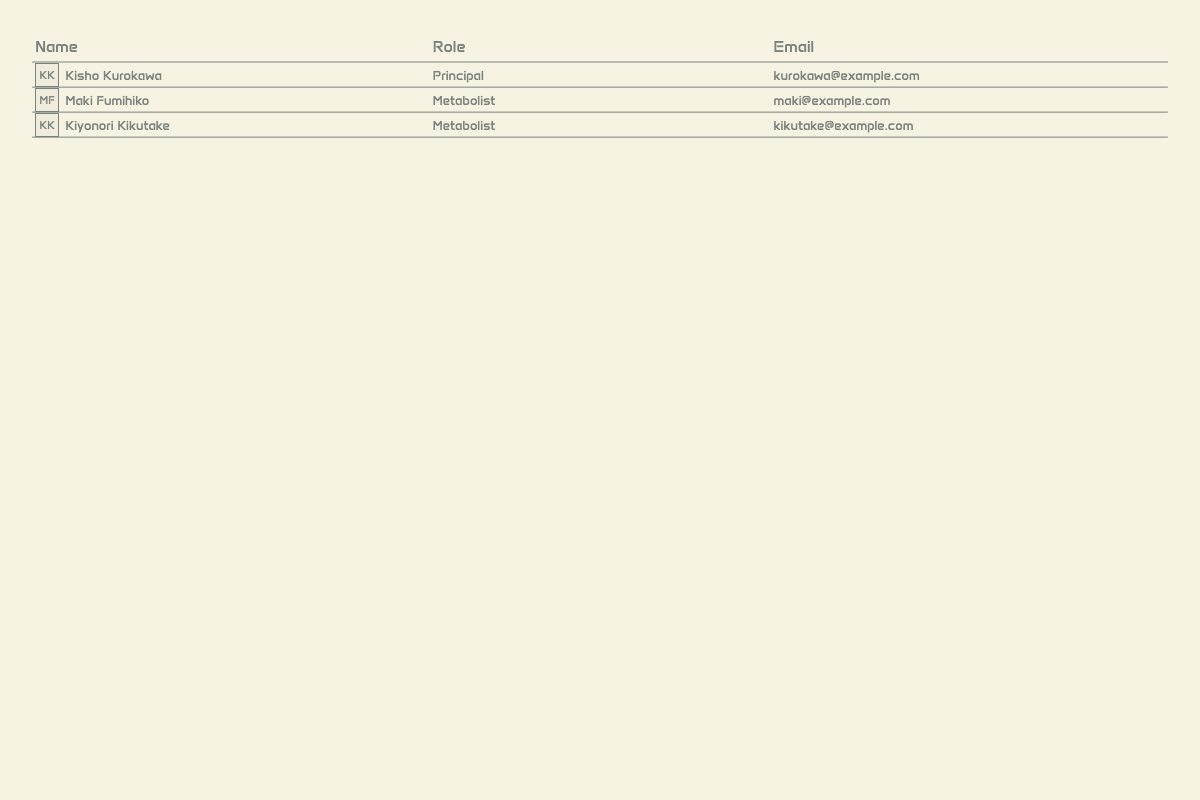 Name Role Email
KK Kisho Kurokawa Principal kurokawa@example.com
MF Maki Fumihiko Metabolist maki@example.com
KK Kiyonori Kikutake Metabolist kikutake@example.com